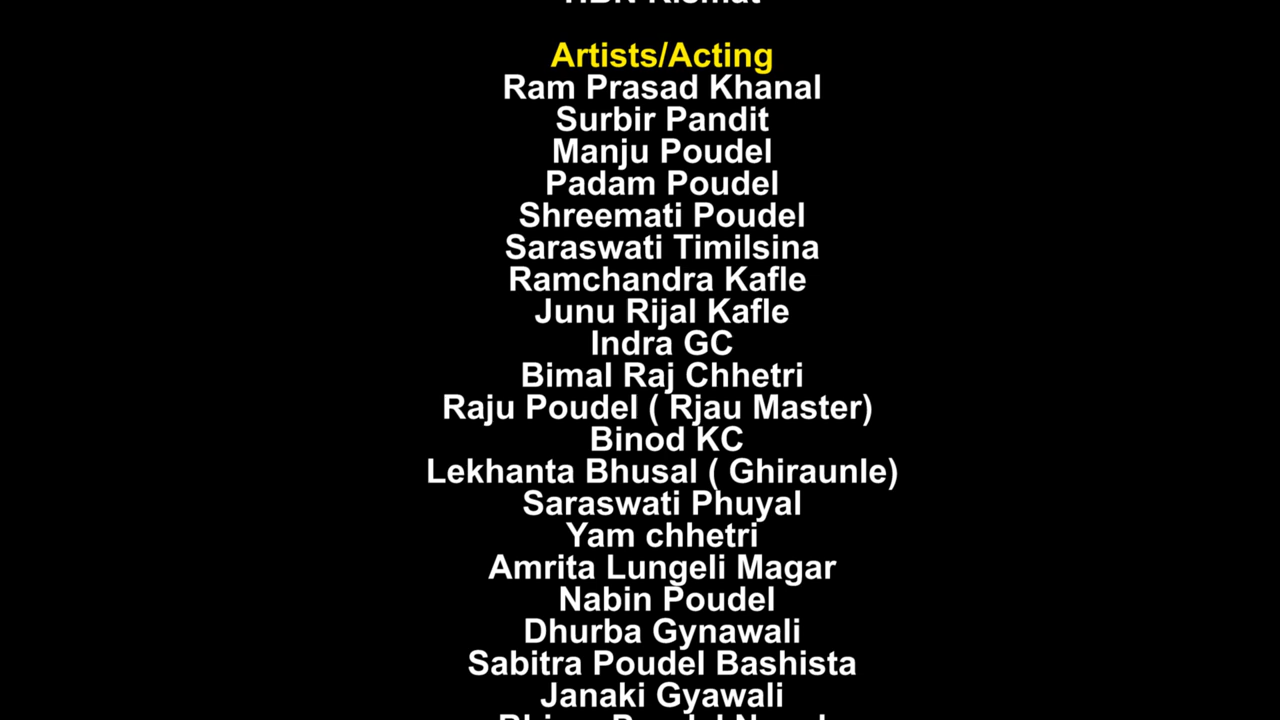 Artists/Acting
Ram Prasad Khanal
Surbir Pandit
Manju Poudel
Padam Poudel
Shreemati Poudel
Saraswati Timilsina
Ramchandra Kafle
Junu Rijal Kafle
Indra GC
Bimal Raj Chhetri
Raju Poudel ( Rjau Master)
Binod KC
Lekhanta Bhusal ( Ghiraunle)
Saraswati Phuyal
Yam chhetri
Amrita Lungeli Magar
Nabin Poudel
Dhurba Gynawali
Sabitra Poudel Bashista
Janaki Gyawali